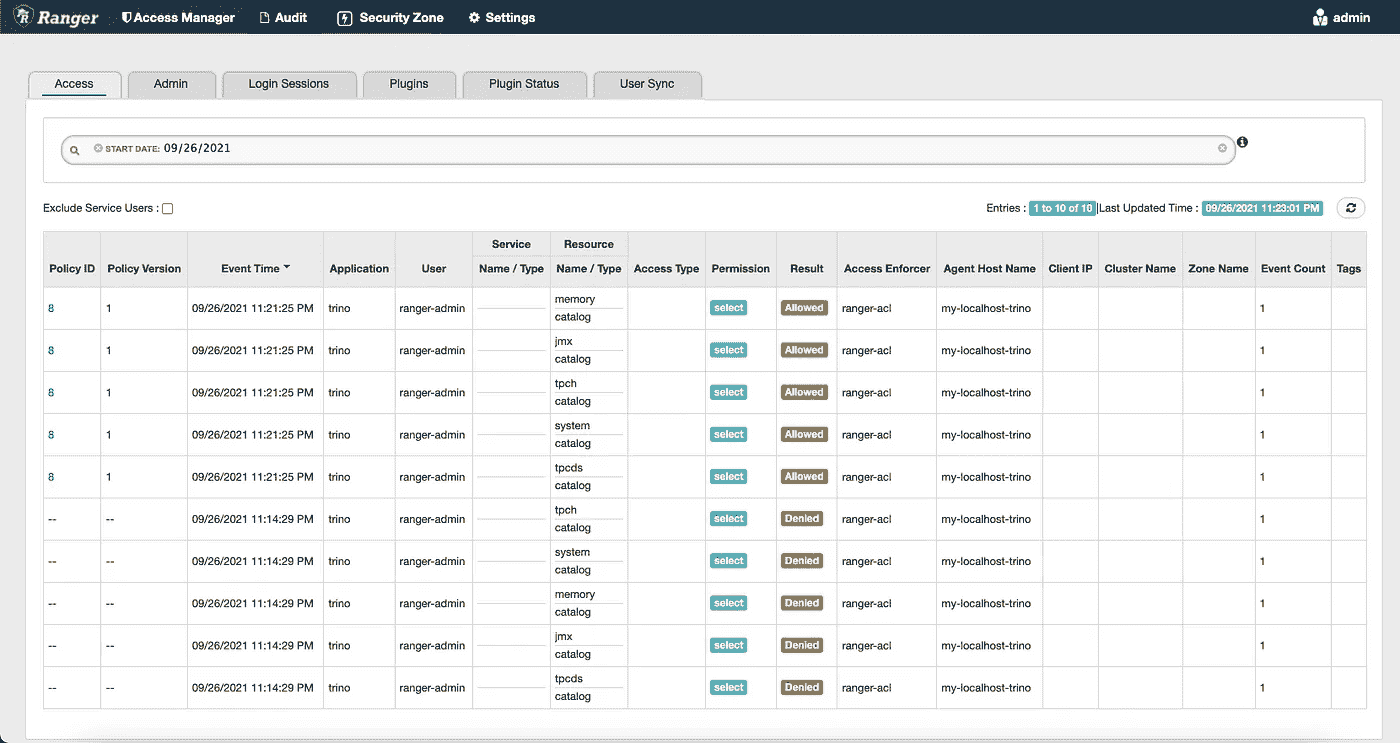 Ranger Access Manager Audit Security Zone Settings admin
Access Admin Login Sessions Plugins Plugin Status User Sync
START DATE: 09/26/2021
Exclude Service Users : Entries : 1 to 10 of 10 |Last Updated Time : 09/26/2021 11:23:01 PM
Service Resource
Policy ID Policy Version Event Time Application User Name / Type Name / Type Access Type Permission Result Access Enforcer Agent Host Name Client IP Cluster Name Zone Name Event Count Tags
memory
8 1 09/26/2021 11:21:25 PM trino ranger-admin select Allowed ranger-acl my-localhost-trino 1
catalog
jmx
8 1 09/26/2021 11:21:25 PM trino ranger-admin select Allowed ranger-acl my-localhost-trino 1
catalog
tpch
8 1 09/26/2021 11:21:25 PM trino ranger-admin select Allowed ranger-acl my-localhost-trino 1
catalog
system
8 1 09/26/2021 11:21:25 PM trino ranger-admin select Allowed ranger-acl my-localhost-trino 1
catalog
tpcds
8 1 09/26/2021 11:21:25 PM trino ranger-admin select Allowed ranger-acl my-localhost-trino 1
catalog
tpch
-- -- 09/26/2021 11:14:29 PM trino ranger-admin select Denied ranger-acl my-localhost-trino 1
catalog
system
-- -- 09/26/2021 11:14:29 PM trino ranger-admin select Denied ranger-acl my-localhost-trino 1
catalog
memory
-- -- 09/26/2021 11:14:29 PM trino ranger-admin select Denied ranger-acl my-localhost-trino 1
catalog
jmx
-- -- 09/26/2021 11:14:29 PM trino ranger-admin select Denied ranger-acl my-localhost-trino 1
catalog
tpcds
-- -- 09/26/2021 11:14:29 PM trino ranger-admin select Denied ranger-acl my-localhost-trino 1
catalog